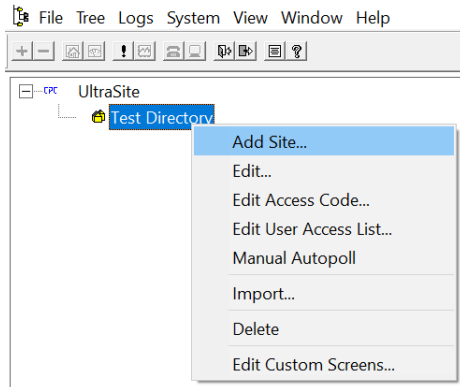 File Tree Logs System View Window Help
CPC UltraSite
Test Directory
Add Site...
Edit...
Edit Access Code...
Edit User Access List...
Manual Autopoll
Import...
Delete
Edit Custom Screens...